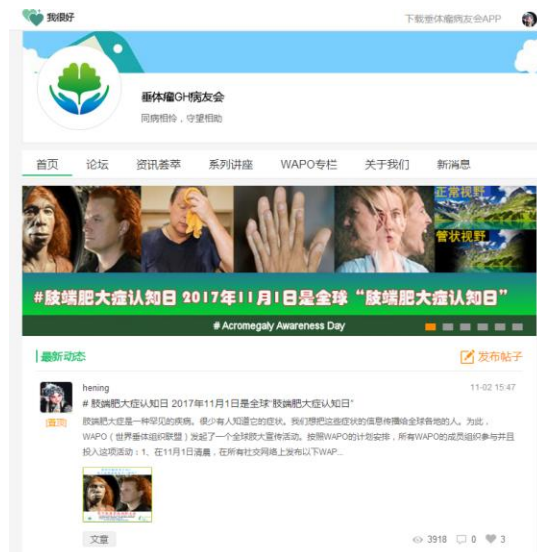 我很好
下载垂体瘤病友会APP
垂体瘤GH病友会
同病相怜，守望相助
首页 论坛 资讯荟萃 系列讲座 WAPO专栏 关于我们 新消息
正常视野
管状视野
#肢端肥大症认知日 2017年11月1日是全球“肢端肥大症认知日”
# Acromegaly Awareness Day
最新动态
发布帖子
hening
11-02 15:47
# 肢端肥大症认知日 2017年11月1日是全球“肢端肥大症认知日”
[置顶]
肢端肥大症是一种罕见的疾病。很少有人知道它的症状。我们想把这些症状的信息传播给全球各地的人。为此，
WAPO（世界垂体组织联盟）发起了一个全球肢大宣传活动。按照WAPO的计划安排，所有WAPO的成员组织参与并且
投入这项活动：1、在11月1日清晨，在所有社交网络上发布以下WAP...
文章
3918 0 3